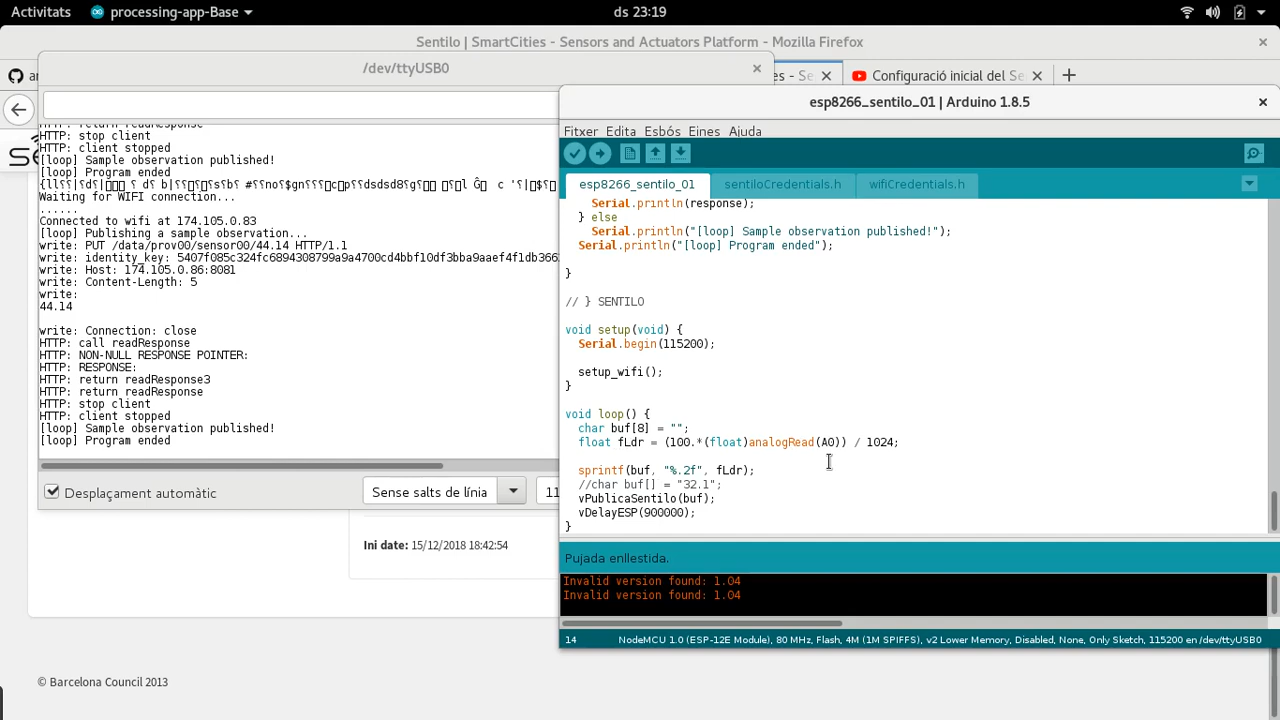 Activitats processing-app-Base ds 23:19
Sentilo | SmartCities - Sensors and Actuators Platform - Mozilla Firefox
/dev/ttyUSB0
Configuració inicial del Se
HTTP: return readResponse
HTTP: stop client
HTTP: client stopped
[loop] Sample observation published!
[loop] Program ended
Waiting for WIFI connection...
......
Connected to wifi at 174.105.0.83
[loop] Publishing a sample observation...
write: PUT /data/prov00/sensor00/44.14 HTTP/1.1
write: Host: 174.105.0.86:8081
write: Content-Length: 5
write:
44.14
write: Connection: close
HTTP: call readResponse
HTTP: NON-NULL RESPONSE POINTER:
HTTP: RESPONSE:
HTTP: return readResponse3
HTTP: return readResponse
HTTP: stop client
HTTP: client stopped
[loop] Sample observation published!
[loop] Program ended
Desplaçament automàtic
Sense salts de línia
11
Ini date: 15/12/2018 18:42:54
© Barcelona Council 2013
esp8266_sentilo_01 | Arduino 1.8.5
Fitxer Edita Esbós Eines Ajuda
esp8266_sentilo_01 sentiloCredentials.h wifiCredentials.h
Serial.println(response);
} else
Serial.println("[loop] Sample observation published!");
Serial.println("[loop] Program ended");
}
// } SENTILO
void setup(void) {
Serial.begin(115200);
setup_wifi();
}
void loop() {
char buf[8] = "";
float fLdr = (100.*(float)analogRead(A0)) / 1024;
sprintf(buf, "%.2f", fLdr);
//char buf[] = "32.1";
vPublicaSentilo(buf);
vDelayESP(900000);
}
Pujada enllestida.
Invalid version found: 1.04
Invalid version found: 1.04
14 NodeMCU 1.0 (ESP-12E Module), 80 MHz, Flash, 4M (1M SPIFFS), v2 Lower Memory, Disabled, None, Only Sketch, 115200 en /dev/ttyUSB0